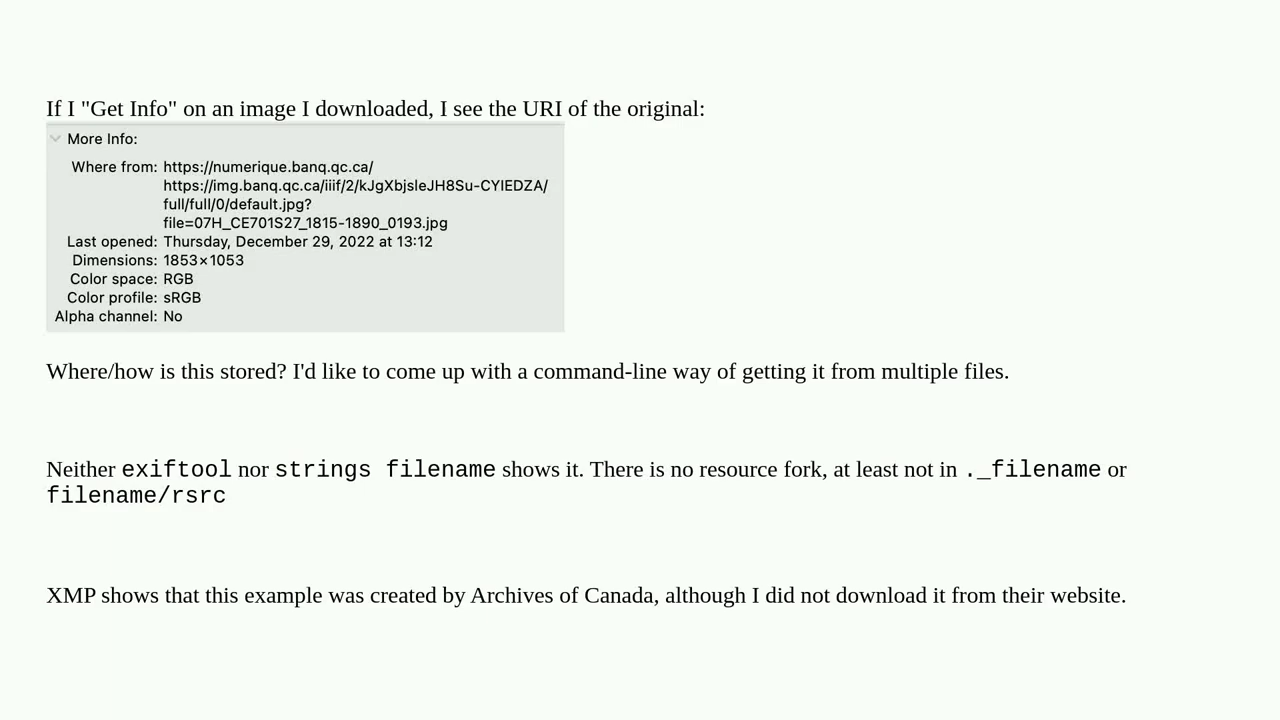 If I "Get Info" on an image I downloaded, I see the URI of the original:
More Info:
Where from: https://numerique.banq.qc.ca/
https://img.banq.qc.ca/iiif/2/kJgXbjsleJH8Su-CYIEDZA/
full/full/0/default.jpg?
file=07H_CE701S27_1815-1890_0193.jpg
Last opened: Thursday, December 29, 2022 at 13:12
Dimensions: 1853×1053
Color space: RGB
Color profile: sRGB
Alpha channel: No
Where/how is this stored? I'd like to come up with a command-line way of getting it from multiple files.
Neither exiftool nor strings filename shows it. There is no resource fork, at least not in ._filename or
filename/rsrc
XMP shows that this example was created by Archives of Canada, although I did not download it from their website.